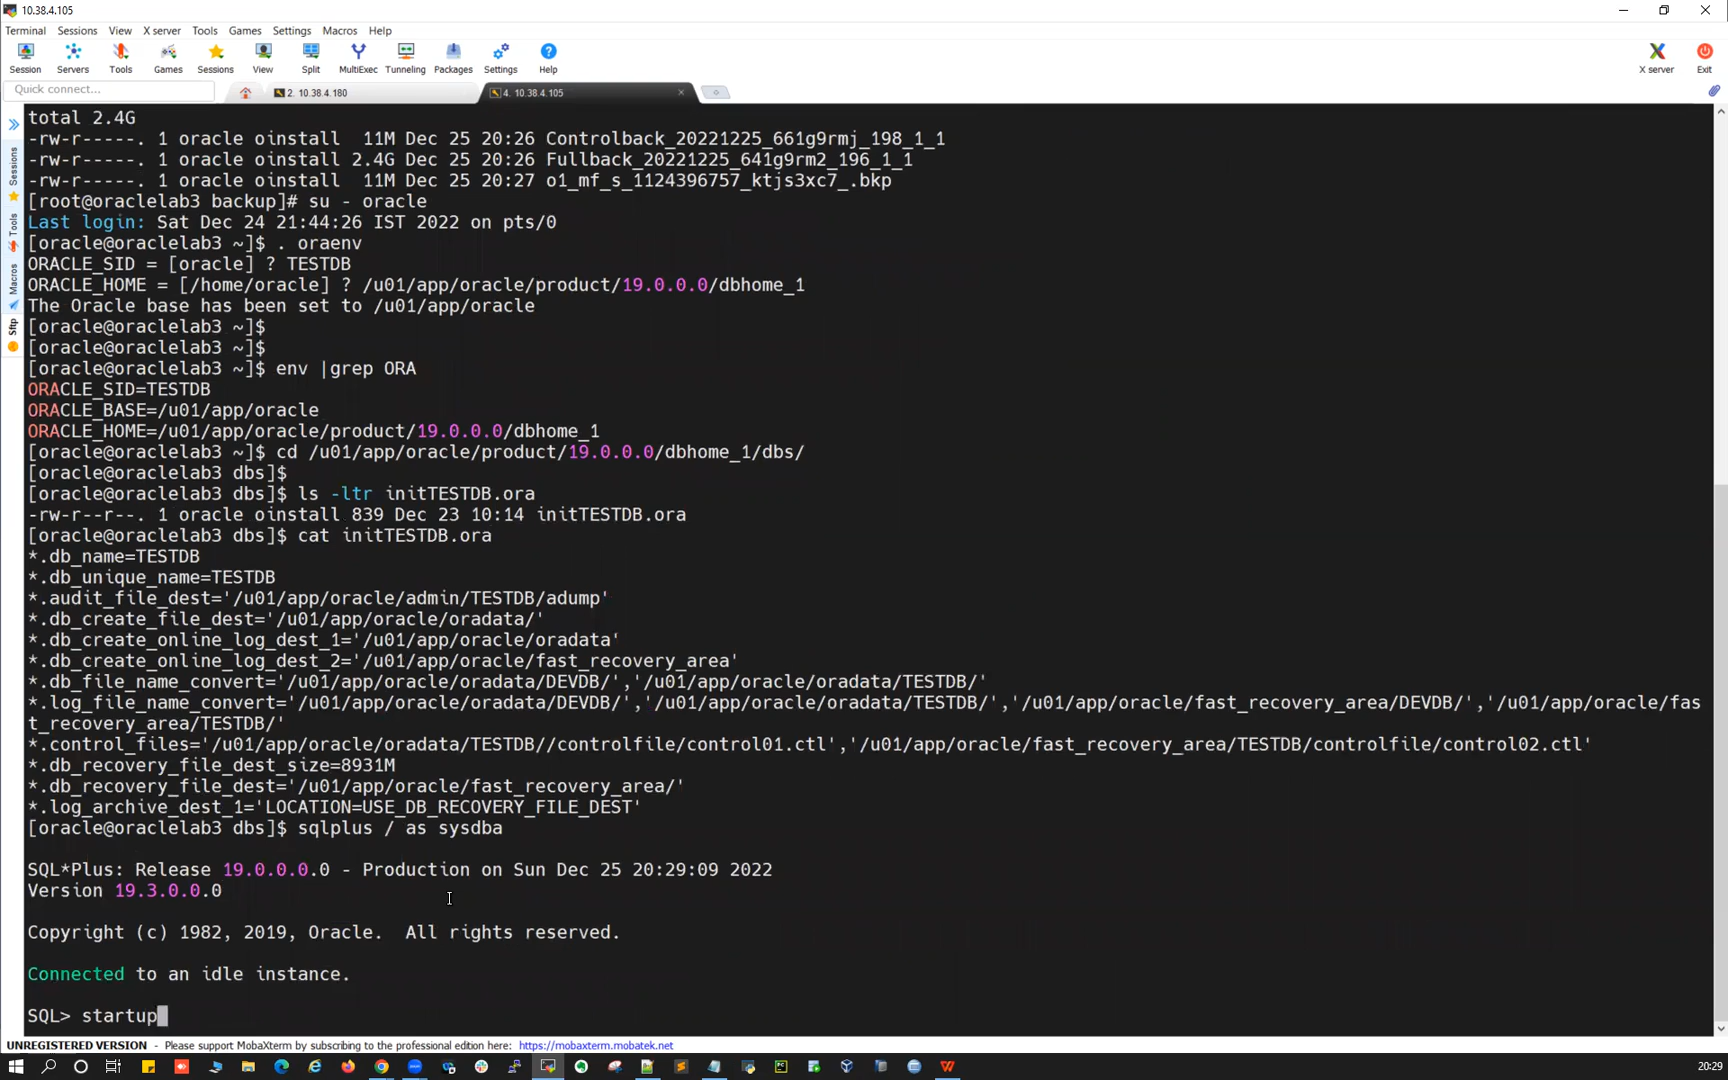 10.38.4.105
Terminal Sessions View X server Tools Games Settings Macros Help
Session Servers Tools Games Sessions View Split MultiExec Tunneling Packages Settings Help X server Exit
Quick connect... 2. 10.38.4.180 4. 10.38.4.105
Sessions
Tools
Macros
Sftp
total 2.4G
-rw-r-----. 1 oracle oinstall  11M Dec 25 20:26 Controlback_20221225_661g9rmj_198_1_1
-rw-r-----. 1 oracle oinstall 2.4G Dec 25 20:26 Fullback_20221225_641g9rm2_196_1_1
-rw-r-----. 1 oracle oinstall  11M Dec 25 20:27 o1_mf_s_1124396757_ktjs3xc7_.bkp
[root@oraclelab3 backup]# su - oracle
Last login: Sat Dec 24 21:44:26 IST 2022 on pts/0
[oracle@oraclelab3 ~]$ . oraenv
ORACLE_SID = [oracle] ? TESTDB
ORACLE_HOME = [/home/oracle] ? /u01/app/oracle/product/19.0.0.0/dbhome_1
The Oracle base has been set to /u01/app/oracle
[oracle@oraclelab3 ~]$
[oracle@oraclelab3 ~]$
[oracle@oraclelab3 ~]$ env |grep ORA
ORACLE_SID=TESTDB
ORACLE_BASE=/u01/app/oracle
ORACLE_HOME=/u01/app/oracle/product/19.0.0.0/dbhome_1
[oracle@oraclelab3 ~]$ cd /u01/app/oracle/product/19.0.0.0/dbhome_1/dbs/
[oracle@oraclelab3 dbs]$
[oracle@oraclelab3 dbs]$ ls -ltr initTESTDB.ora
-rw-r--r--. 1 oracle oinstall 839 Dec 23 10:14 initTESTDB.ora
[oracle@oraclelab3 dbs]$ cat initTESTDB.ora
*.db_name=TESTDB
*.db_unique_name=TESTDB
*.audit_file_dest='/u01/app/oracle/admin/TESTDB/adump'
*.db_create_file_dest='/u01/app/oracle/oradata/'
*.db_create_online_log_dest_1='/u01/app/oracle/oradata'
*.db_create_online_log_dest_2='/u01/app/oracle/fast_recovery_area'
*.db_file_name_convert='/u01/app/oracle/oradata/DEVDB/','/u01/app/oracle/oradata/TESTDB/'
*.log_file_name_convert='/u01/app/oracle/oradata/DEVDB/','/u01/app/oracle/oradata/TESTDB/','/u01/app/oracle/fast_recovery_area/DEVDB/','/u01/app/oracle/fas
t_recovery_area/TESTDB/'
*.control_files='/u01/app/oracle/oradata/TESTDB//controlfile/control01.ctl','/u01/app/oracle/fast_recovery_area/TESTDB/controlfile/control02.ctl'
*.db_recovery_file_dest_size=8931M
*.db_recovery_file_dest='/u01/app/oracle/fast_recovery_area/'
*.log_archive_dest_1='LOCATION=USE_DB_RECOVERY_FILE_DEST'
[oracle@oraclelab3 dbs]$ sqlplus / as sysdba
SQL*Plus: Release 19.0.0.0.0 - Production on Sun Dec 25 20:29:09 2022
Version 19.3.0.0.0
Copyright (c) 1982, 2019, Oracle.  All rights reserved.
Connected to an idle instance.
SQL> startup
UNREGISTERED VERSION - Please support MobaXterm by subscribing to the professional edition here: https://mobaxterm.mobatek.net
20:29